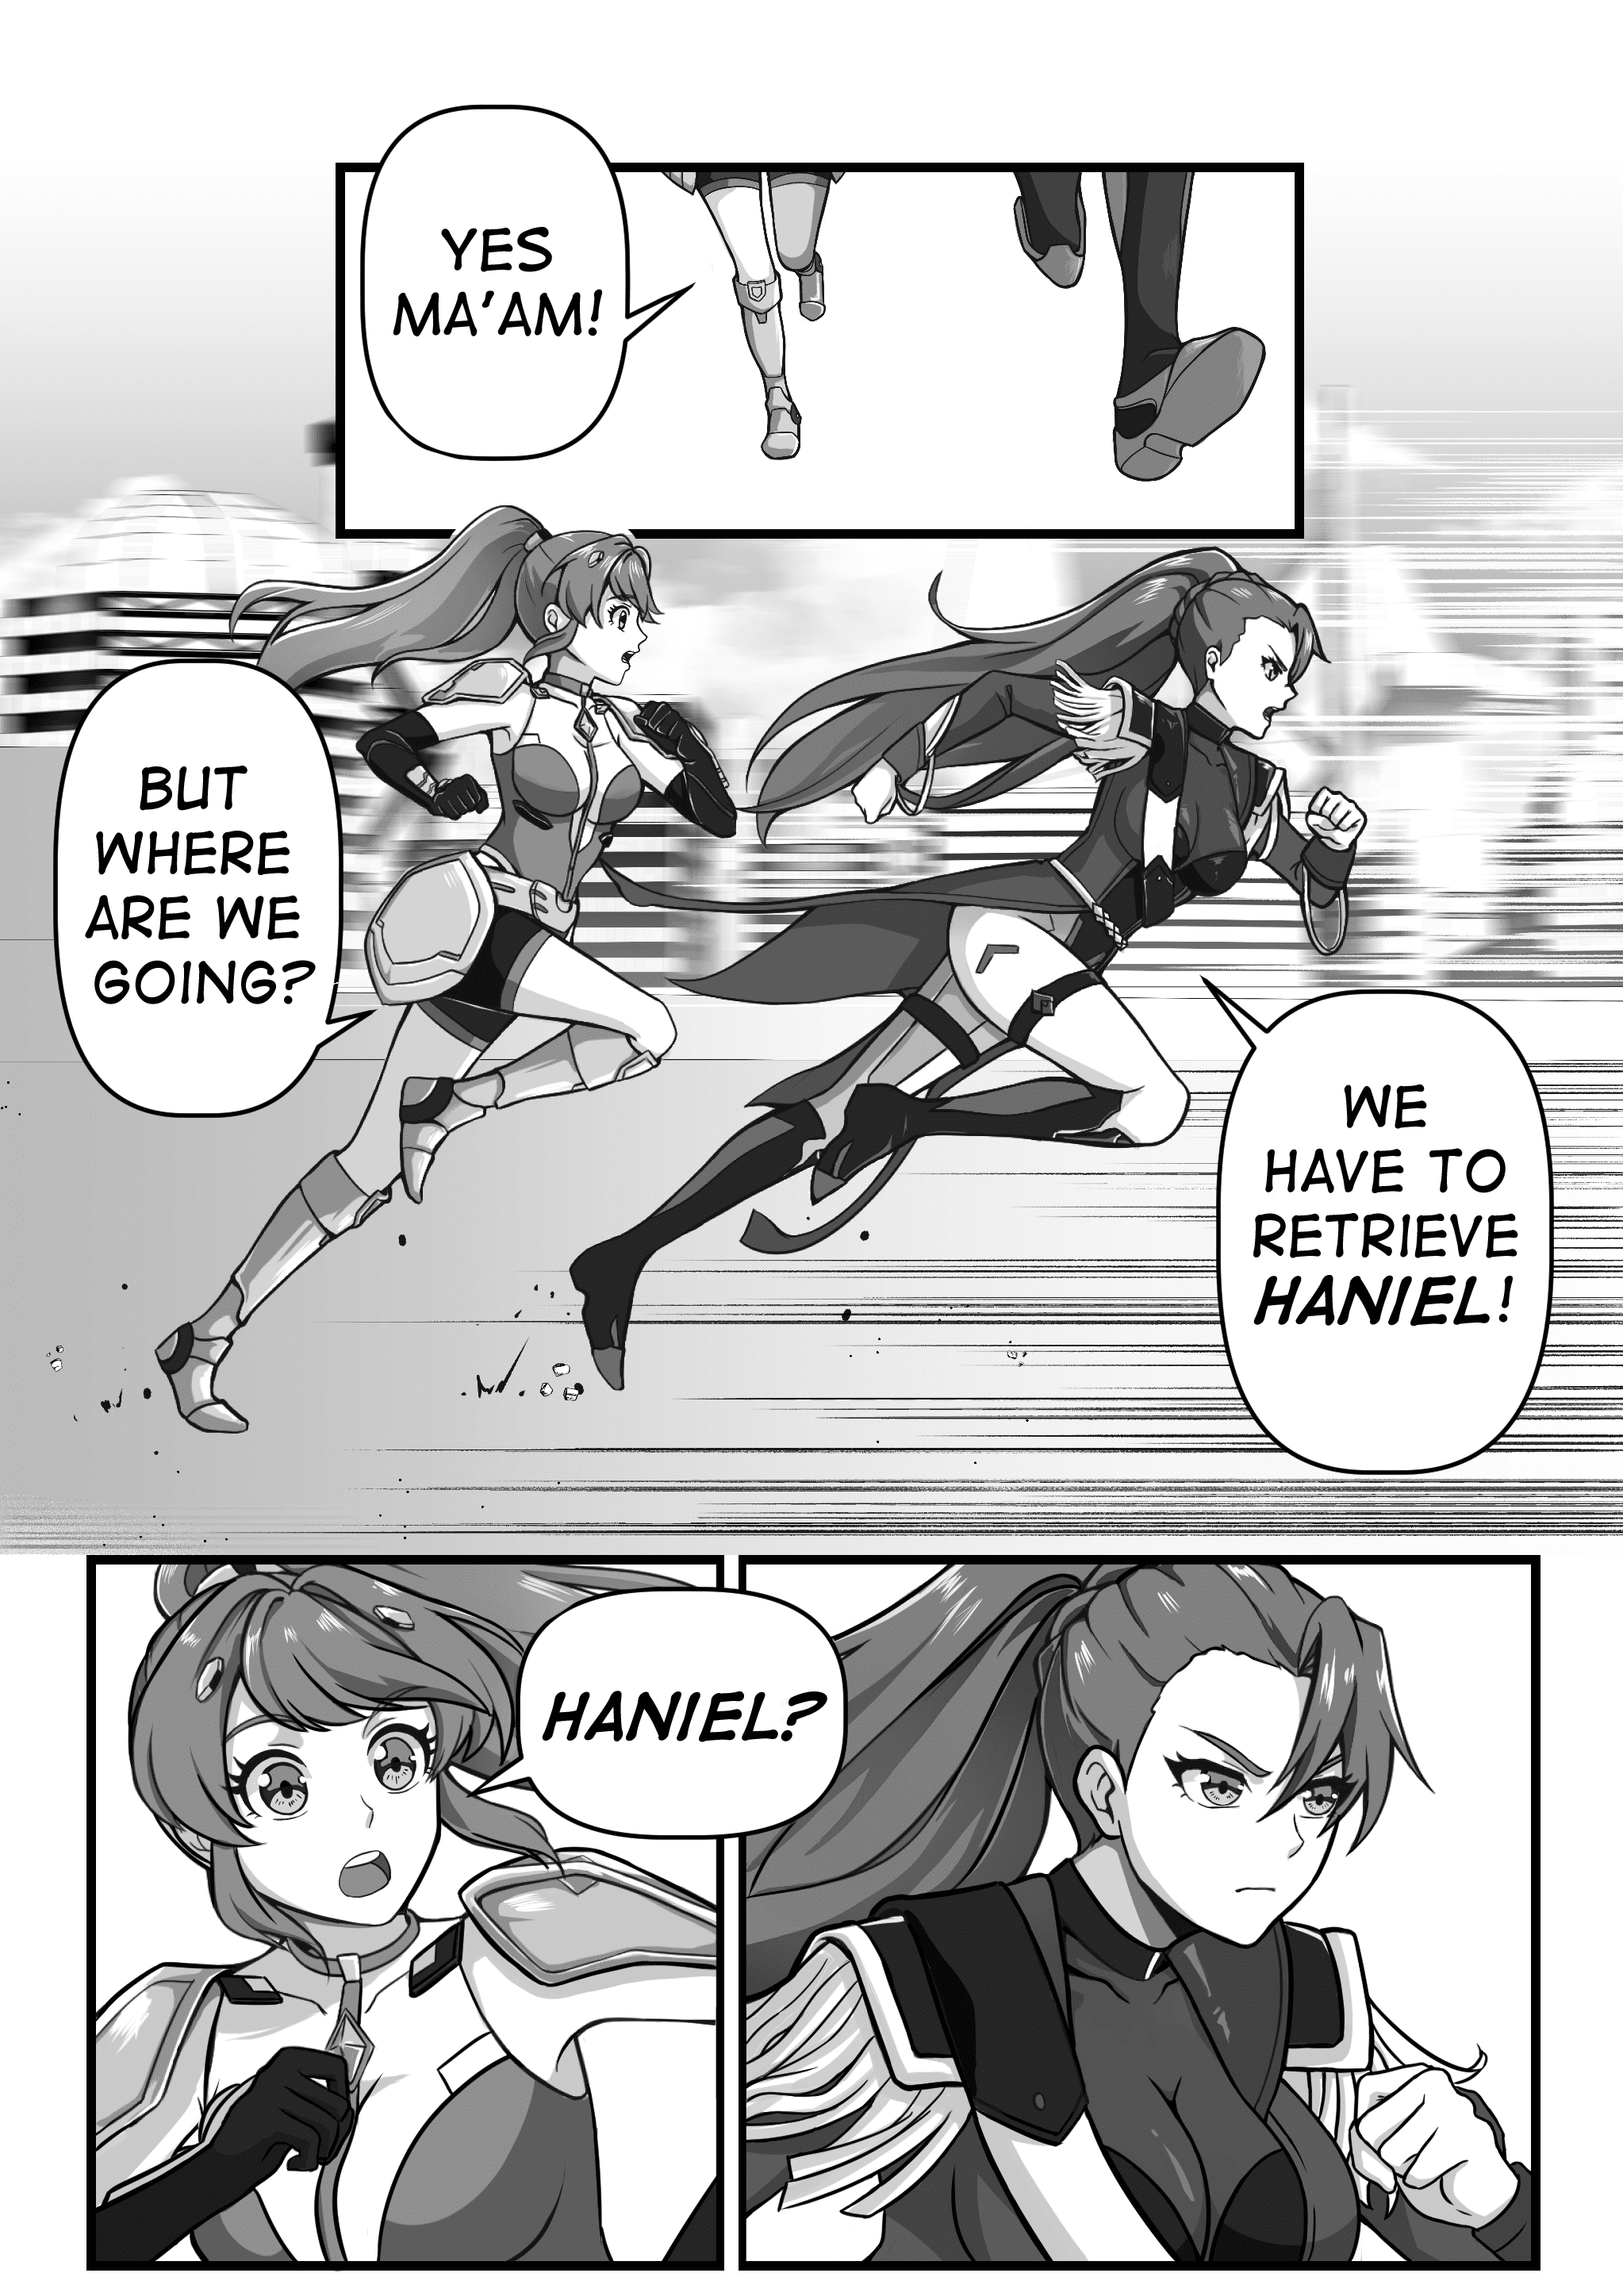 YES
MA'AM!
BUT
WHERE
ARE WE
GOING?
WE
HAVE TO
RETRIEVE
HANIEL!
HANIEL?